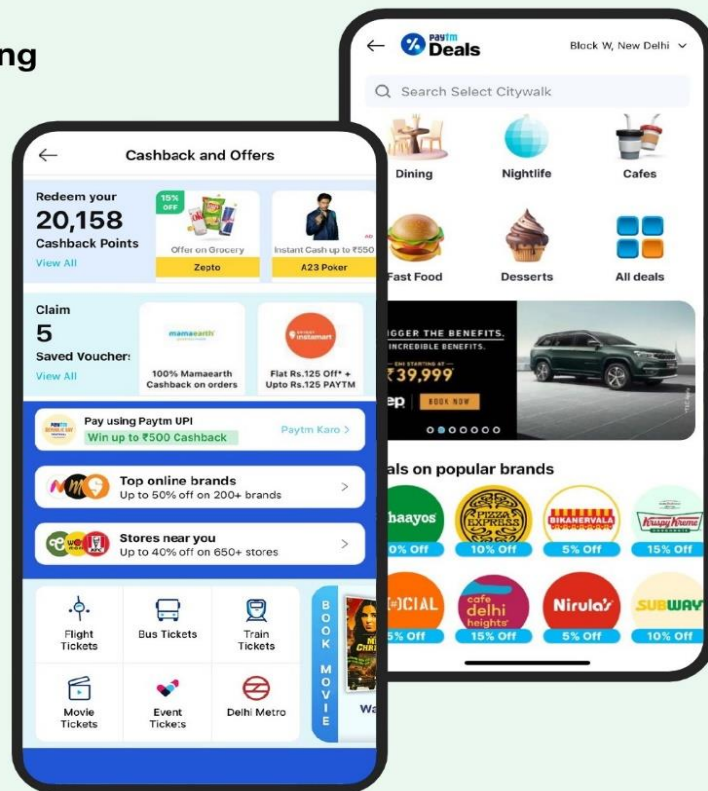 ng
Cashback and Offers
Redeem your
20,158
Cashback Points
View All
15%
OFF
Offer on Grocery
Zepto
Instant Cash up to ₹550
A23 Poker
Claim
5
Saved Vouchers
View All
mamaearth
100% Mamaearth
Cashback on orders
instamart
Flat Rs.125 Off* +
Upto Rs.125 PAYTM
Pay using Paytm UPI
Win up to ₹500 Cashback
Paytm Karo >
Top online brands
Up to 50% off on 200+ brands
Stores near you
Up to 40% off on 650+ stores
Flight
Tickets
Bus Tickets
Train
Tickets
Movie
Tickets
Event
Tickets
Delhi Metro
BOOK MOVIE
Wa
paytm
Deals
Block W, New Delhi
Search Select Citywalk
Dining
Nightlife
Cafes
Fast Food
Desserts
All deals
IGGER THE BENEFITS.
INCREDIBLE BENEFITS.
EMI STARTING AT
₹39,999
ep
BOOK NOW
als on popular brands
haayos
0% Off
PIZZA
EXPRESS
10% Off
BIKANERVALA
5% Off
Krispy Kreme
15% Off
CIAL
5% Off
cafe
delhi
heights
15% Off
Nirula's
5% Off
SUBWAY
10% Off